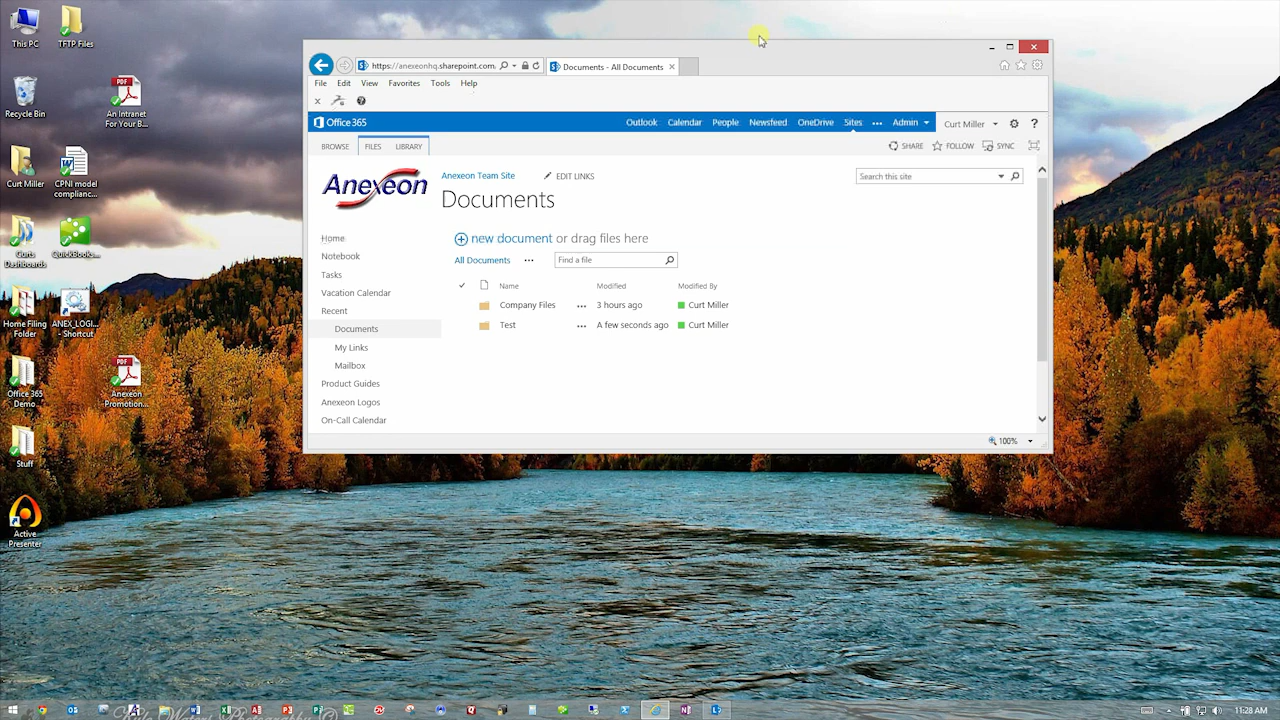 This PC
TFTP Files
Recycle Bin
PDF
An Intranet
For Your B...
Curt Miller
CPNI model
complianc...
Curts
Dashboards
QuickBooks...
Home Filing
Folder
ANEX_LOGI...
- Shortcut
Office 365
Demo...
PDF
Anexeon
Promotion...
Stuff
Active
Presenter
https://anexeonhq.sharepoint.com
Documents - All Documents
File Edit View Favorites Tools Help
Office 365
Outlook Calendar People Newsfeed OneDrive Sites ... Admin
Curt Miller ?
BROWSE FILES LIBRARY
SHARE FOLLOW SYNC
Anexeon
Anexeon Team Site
EDIT LINKS
Search this site
Documents
Home
Notebook
Tasks
Vacation Calendar
Recent
Documents
My Links
Mailbox
Product Guides
Anexeon Logos
On-Call Calendar
new document or drag files here
All Documents ...
Find a file
Name Modified Modified By
Company Files ... 3 hours ago Curt Miller
Test ... A few seconds ago Curt Miller
100%
Photography ©
11:28 AM